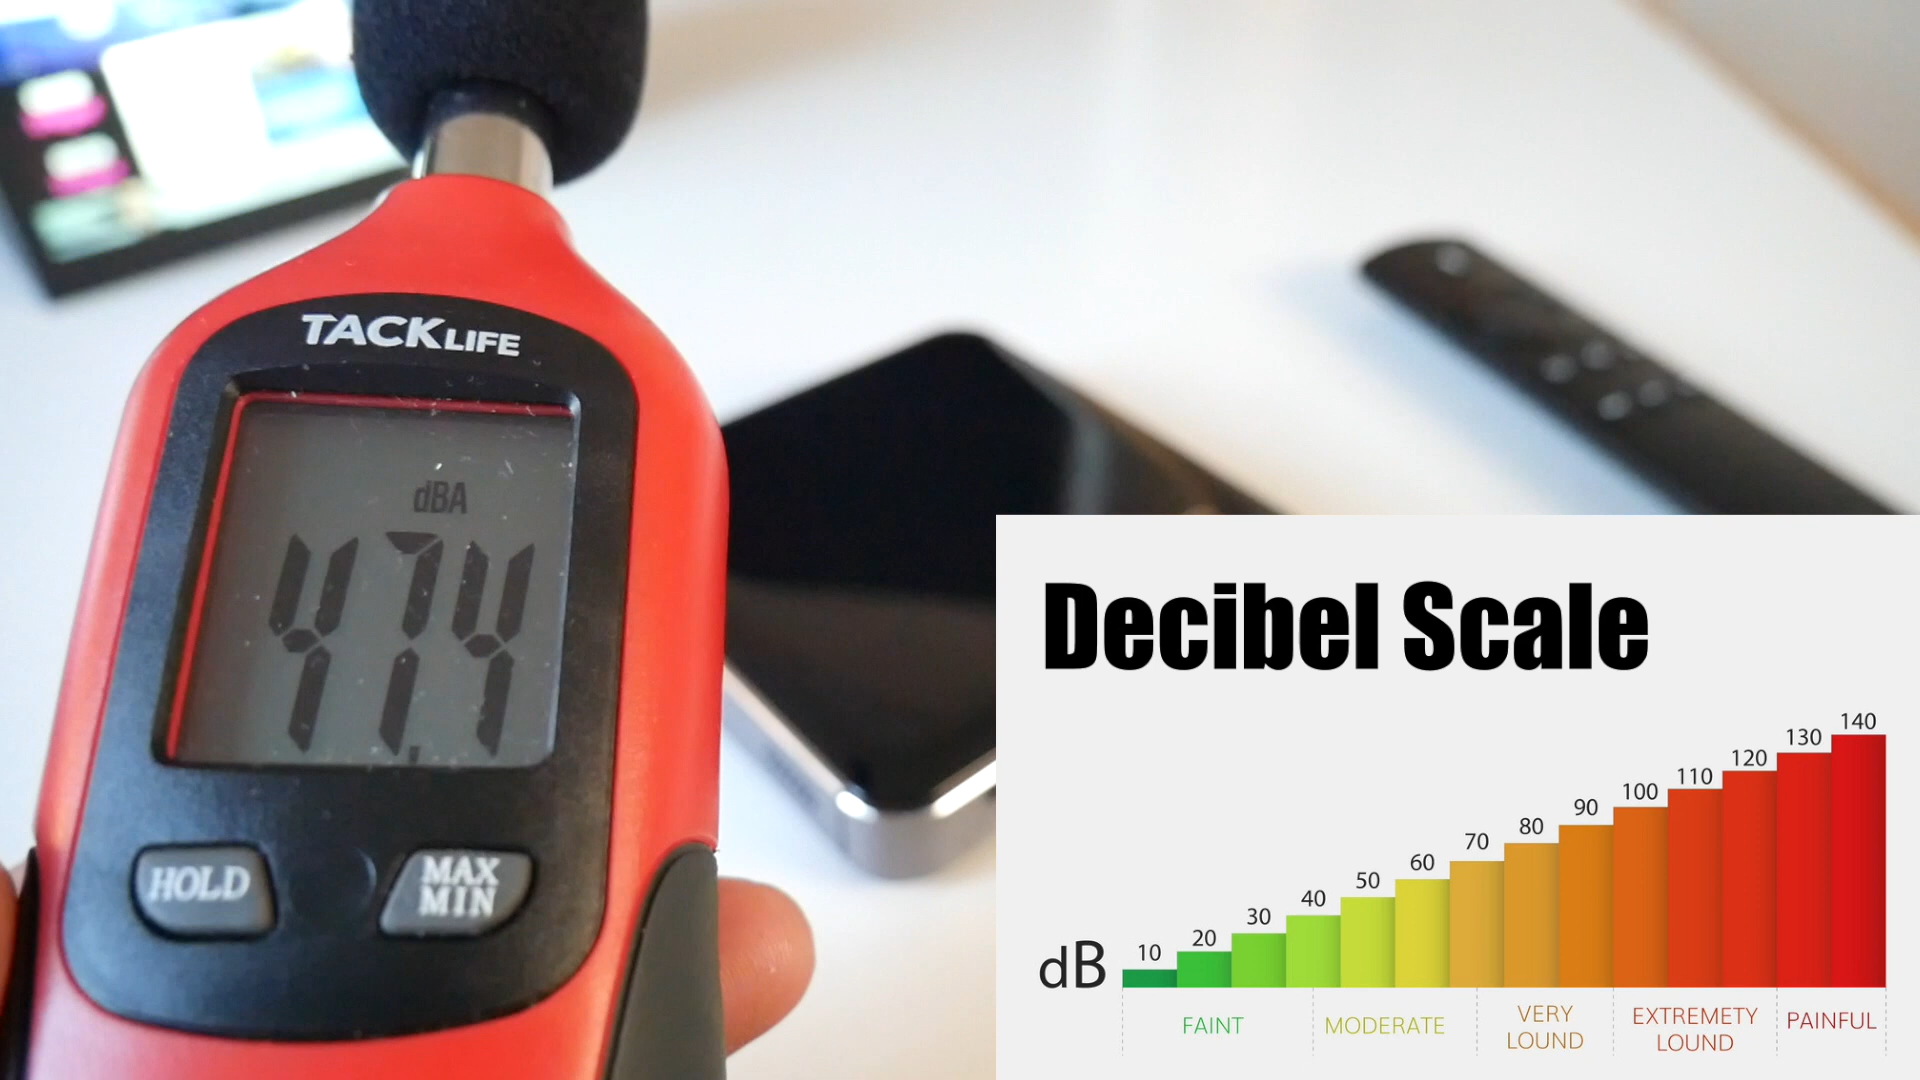 TACKLIFE
dBA
47.4
HOLD
MAX
MIN
Decibel Scale
dB
10
20
30
40
50
60
70
80
90
100
110
120
130
140
FAINT
MODERATE
VERY
LOUND
EXTREMETY
LOUND
PAINFUL